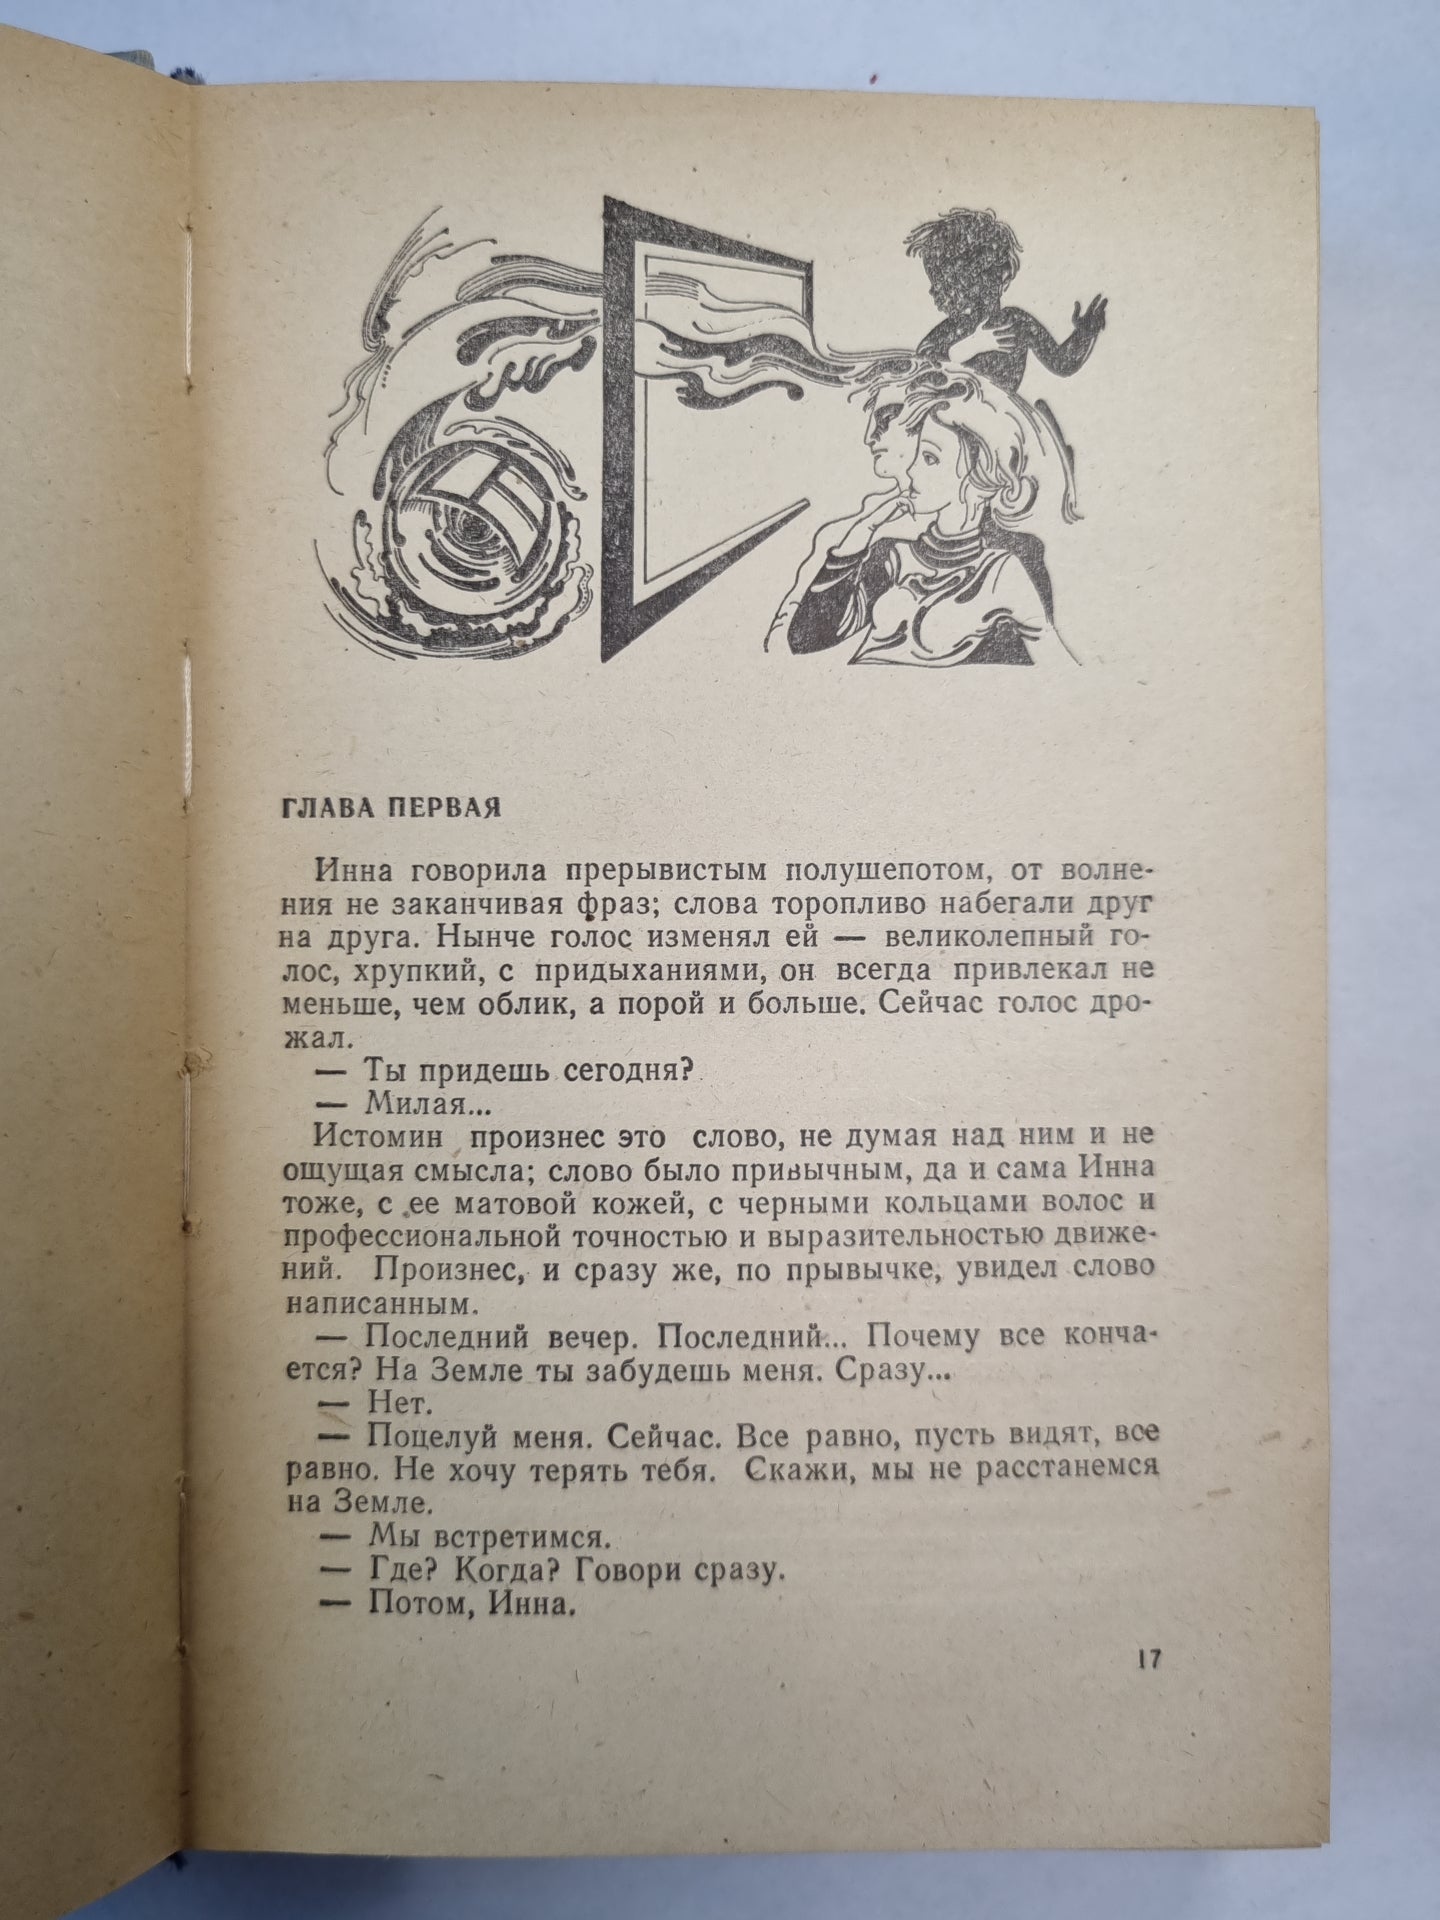 ГЛАВА ПЕРВАЯ
Инна говорила прерывистым полушепотом, от волне-
ния не заканчивая фраз; слова торопливо набегали друг
на друга. Нынче голос изменял ей — великолепный го-
лос, хрупкий, с придыханиями, он всегда привлекал не
меньше, чем облик, а порой и больше. Сейчас голос дро-
жал.
— Ты придешь сегодня?
— Милая...
Истомин произнес это слово, не думая над ним и не
ощущая смысла; слово было привычным, да и сама Инна
тоже, с ее матовой кожей, с черными кольцами волос и
профессиональной точностью и выразительностью движе-
ний. Произнес, и сразу же, по прывычке, увидел слово
написанным.
— Последний вечер. Последний... Почему все конча-
ется? На Земле ты забудешь меня. Сразу...
— Нет.
— Поцелуй меня. Сейчас. Все равно, пусть видят, все
равно. Не хочу терять тебя. Скажи, мы не расстанемся
на Земле.
— Мы встретимся.
— Где? Когда? Говори сразу.
— Потом, Инна.
17